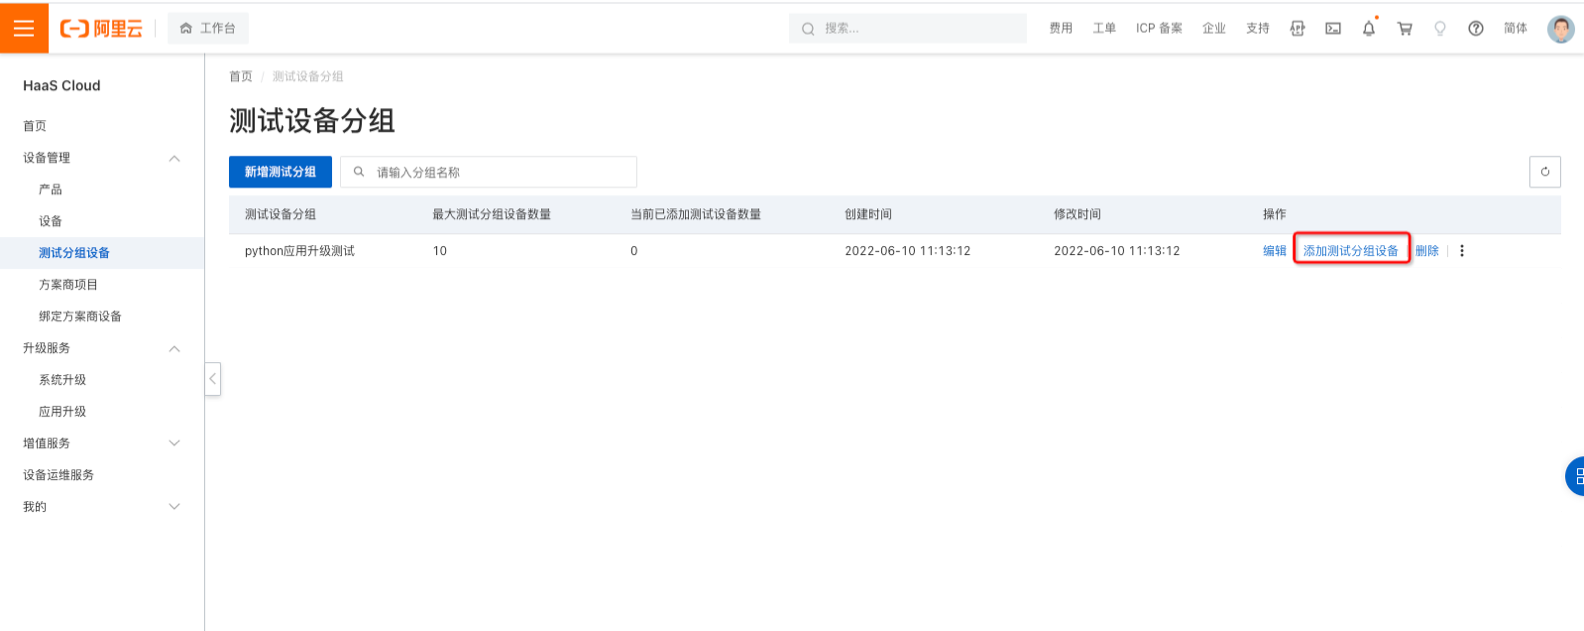 阿里云
工作台
搜索...
费用
工单
ICP 备案
企业
支持
简体
HaaS Cloud
首页
设备管理
产品
设备
测试分组设备
方案商项目
绑定方案商设备
升级服务
系统升级
应用升级
增值服务
设备运维服务
我的
首页 / 测试设备分组
测试设备分组
新增测试分组
请输入分组名称
测试设备分组 最大测试分组设备数量 当前已添加测试设备数量 创建时间 修改时间 操作
python应用升级测试 10 0 2022-06-10 11:13:12 2022-06-10 11:13:12 编辑 添加测试分组设备 删除